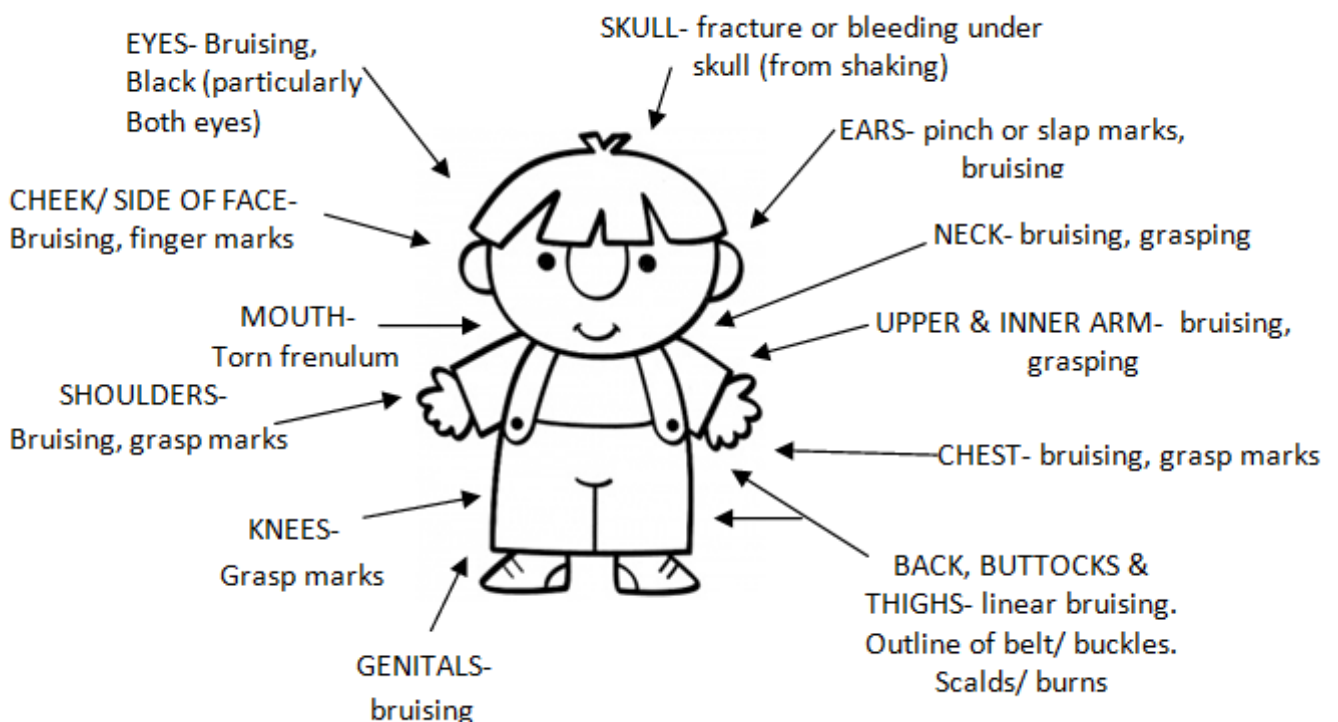 EYES- Bruising,
Black (particularly
Both eyes)
SKULL- fracture or bleeding under
skull (from shaking)
EARS- pinch or slap marks,
bruising
CHEEK/ SIDE OF FACE-
Bruising, finger marks
NECK- bruising, grasping
MOUTH-
Torn frenulum
UPPER & INNER ARM- bruising,
grasping
SHOULDERS-
Bruising, grasp marks
CHEST- bruising, grasp marks
KNEES-
Grasp marks
BACK, BUTTOCKS &
THIGHS- linear bruising.
Outline of belt/ buckles.
Scalds/ burns
GENITALS-
bruising